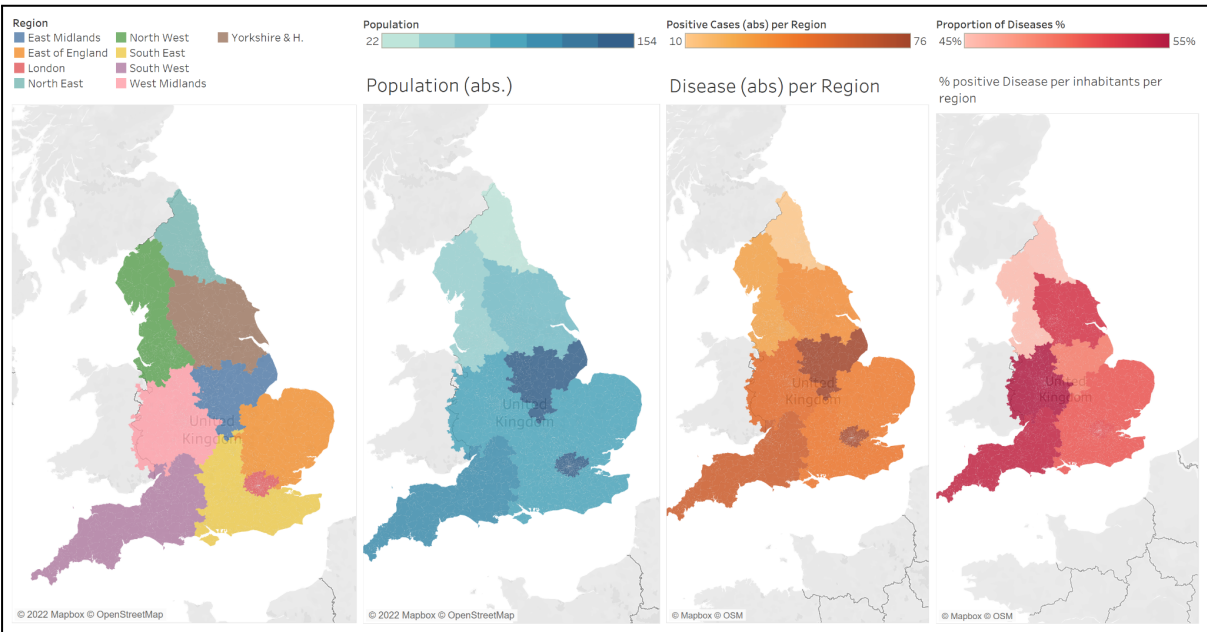 Region
East Midlands
North West
Yorkshire & H.
East of England
South East
London
South West
North East
West Midlands
Population
22
154
Positive Cases (abs) per Region
10
76
Proportion of Diseases %
45%
55%
Population (abs.)
Disease (abs) per Region
% positive Disease per inhabitants per
region
United
Kingdom
© 2022 Mapbox © OpenStreetMap
United
Kingdom
© 2022 Mapbox © OpenStreetMap
United
Kingdom
© Mapbox © OSM
United
Kingdom
© Mapbox © OSM